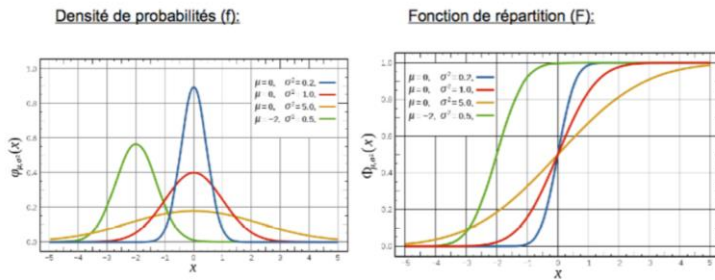 Densité de probabilités (f):
1.0
0.8
0.6
0.4
0.2
0.0
φμ,σ²(x)
μ=0, σ²=0.2,
μ=0, σ²=1.0,
μ=0, σ²=5.0,
μ=−2, σ²=0.5,
−5 −4 −3 −2 −1 0 1 2 3 4 5
x
Fonction de répartition (F):
1.0
0.8
0.6
0.4
0.2
0.0
Φμ,σ²(x)
μ=0, σ²=0.2,
μ=0, σ²=1.0,
μ=0, σ²=5.0,
μ=−2, σ²=0.5,
−5 −4 −3 −2 −1 0 1 2 3 4 5
x